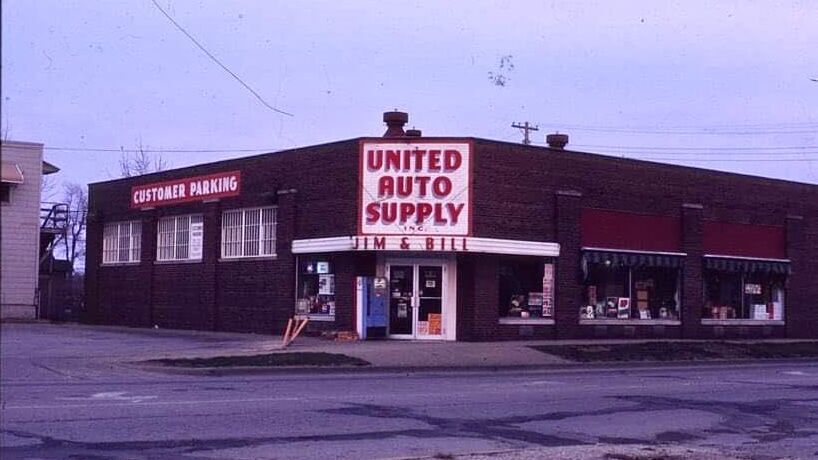 CUSTOMER PARKING
UNITED
AUTO
SUPPLY
INC.
JIM & BILL